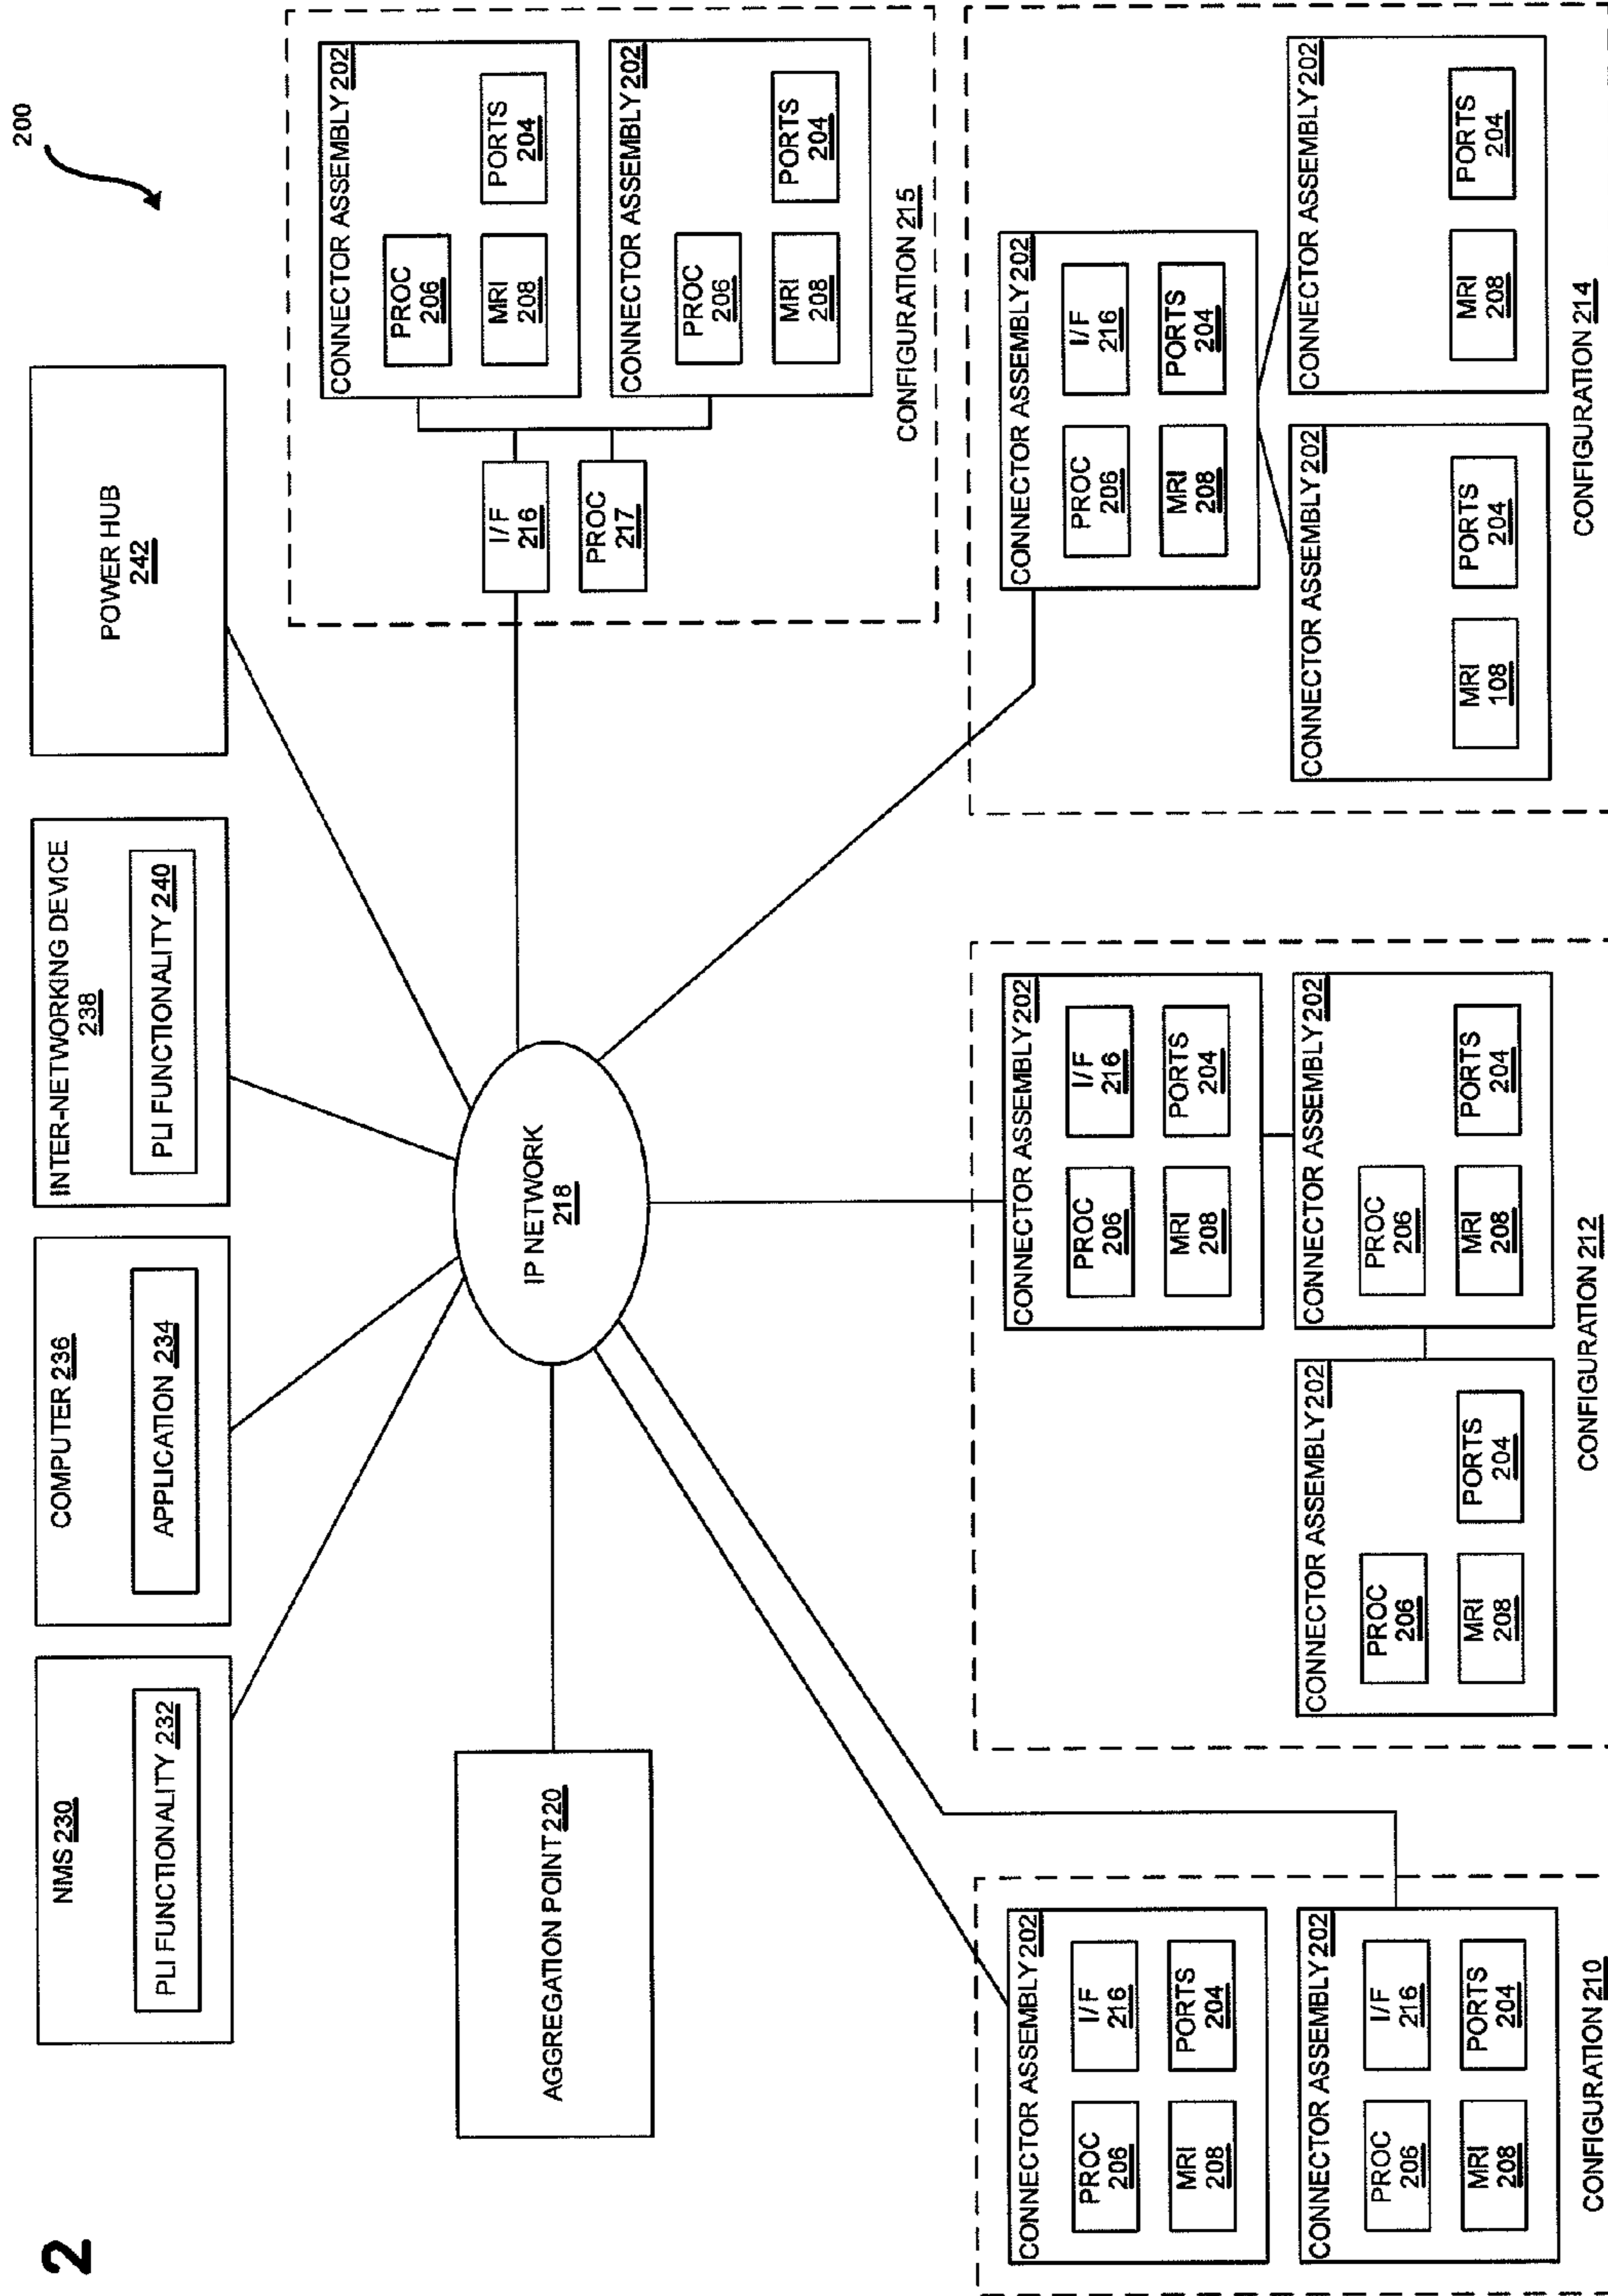 2
200
NMS 230
PLI FUNCTIONALITY 232
COMPUTER 236
APPLICATION 234
INTER-NETWORKING DEVICE
238
PLI FUNCTIONALITY 240
POWER HUB
242
AGGREGATION POINT 220
IP NETWORK
218
I/F
216
PROC
217
CONNECTOR ASSEMBLY 202
PROC
206
MRI
208
PORTS
204
CONNECTOR ASSEMBLY 202
PROC
206
MRI
208
PORTS
204
CONFIGURATION 215
CONNECTOR ASSEMBLY 202
PROC
206
I/F
216
MRI
208
PORTS
204
CONNECTOR ASSEMBLY 202
PROC
206
I/F
216
MRI
208
PORTS
204
CONFIGURATION 210
CONNECTOR ASSEMBLY 202
PROC
206
I/F
216
MRI
208
PORTS
204
CONNECTOR ASSEMBLY 202
PROC
206
MRI
208
PORTS
204
CONNECTOR ASSEMBLY 202
PROC
206
MRI
208
PORTS
204
CONFIGURATION 212
CONNECTOR ASSEMBLY 202
PROC
206
I/F
216
MRI
208
PORTS
204
CONNECTOR ASSEMBLY 202
MRI
108
PORTS
204
CONNECTOR ASSEMBLY 202
MRI
208
PORTS
204
CONFIGURATION 214